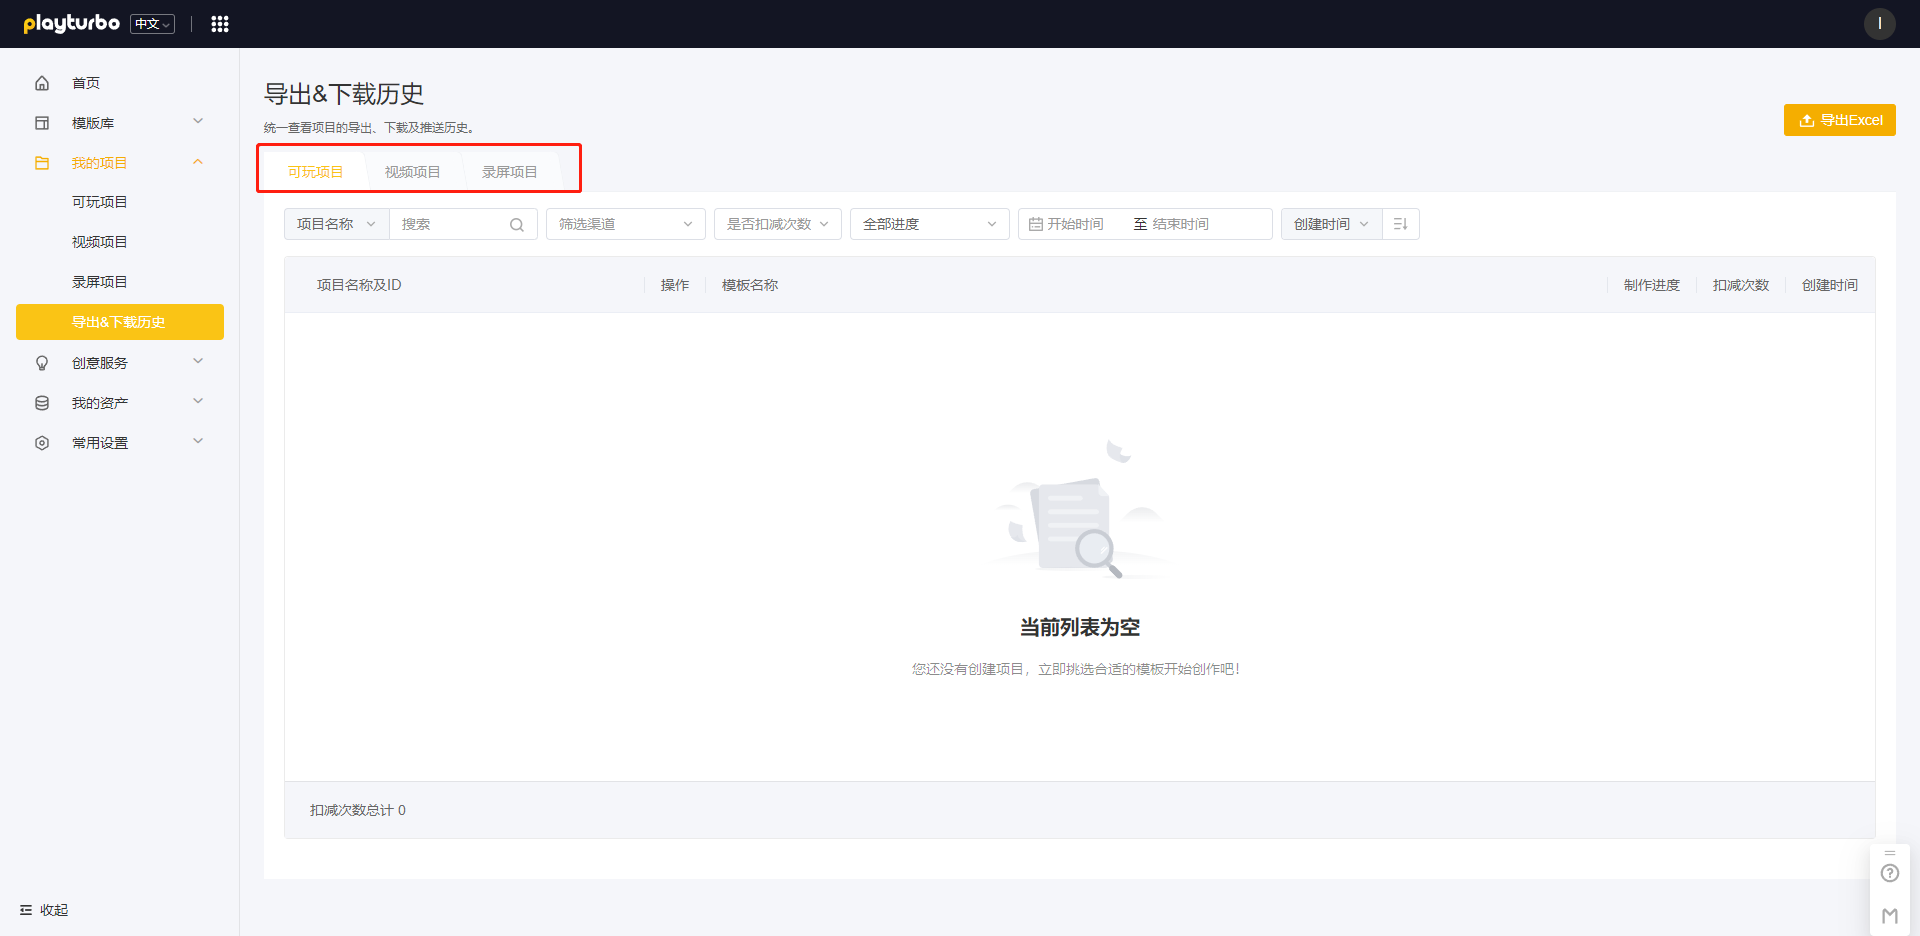 playturbo 中文
I
首页
模版库
我的项目
可玩项目
视频项目
录屏项目
导出&下载历史
创意服务
我的资产
常用设置
收起
导出&下载历史
统一查看项目的导出、下载及推送历史。
导出Excel
可玩项目 视频项目 录屏项目
项目名称 搜索 筛选渠道 是否扣减次数 全部进度 开始时间 至 结束时间 创建时间
项目名称及ID 操作 模板名称 制作进度 扣减次数 创建时间
当前列表为空
您还没有创建项目，立即挑选合适的模板开始创作吧！
扣减次数总计 0